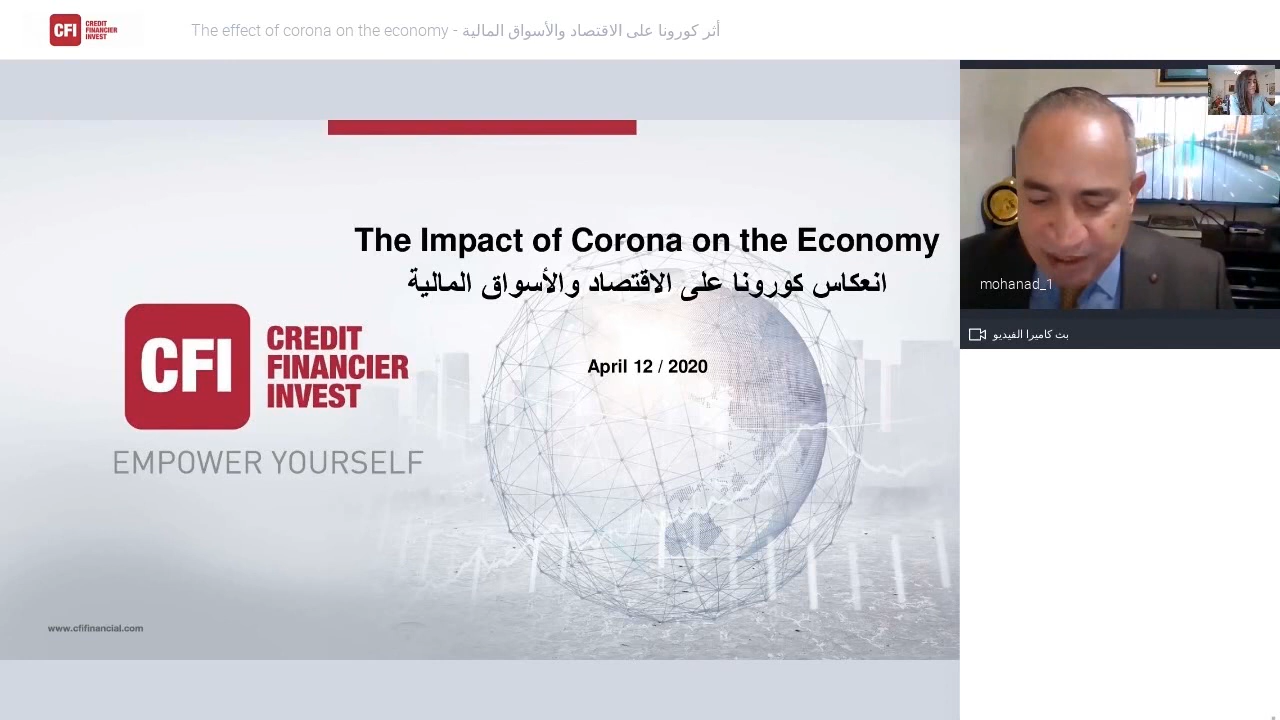 CFI CREDIT
FINANCIER
INVEST
The effect of corona on the economy - أثر كورونا على الاقتصاد والأسواق المالية
The Impact of Corona on the Economy
انعكاس كورونا على الاقتصاد والأسواق المالية
April 12 / 2020
CFI CREDIT
FINANCIER
INVEST
EMPOWER YOURSELF
www.cfifinancial.com
mohanad_1
بث كاميرا الفيديو